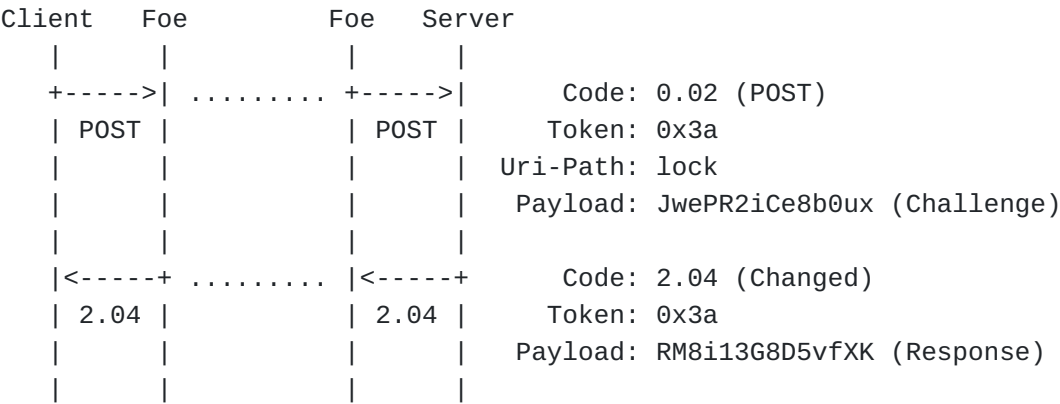 Client   Foe         Foe   Server
   |      |           |      |
   +----->| ......... +----->|      Code: 0.02 (POST)
   | POST |           | POST |     Token: 0x3a
   |      |           |      |  Uri-Path: lock
   |      |           |      |   Payload: JwePR2iCe8b0ux (Challenge)
   |      |           |      |
   |<-----+ ......... |<-----+      Code: 2.04 (Changed)
   | 2.04 |           | 2.04 |     Token: 0x3a
   |      |           |      |   Payload: RM8i13G8D5vfXK (Response)
   |      |           |      |